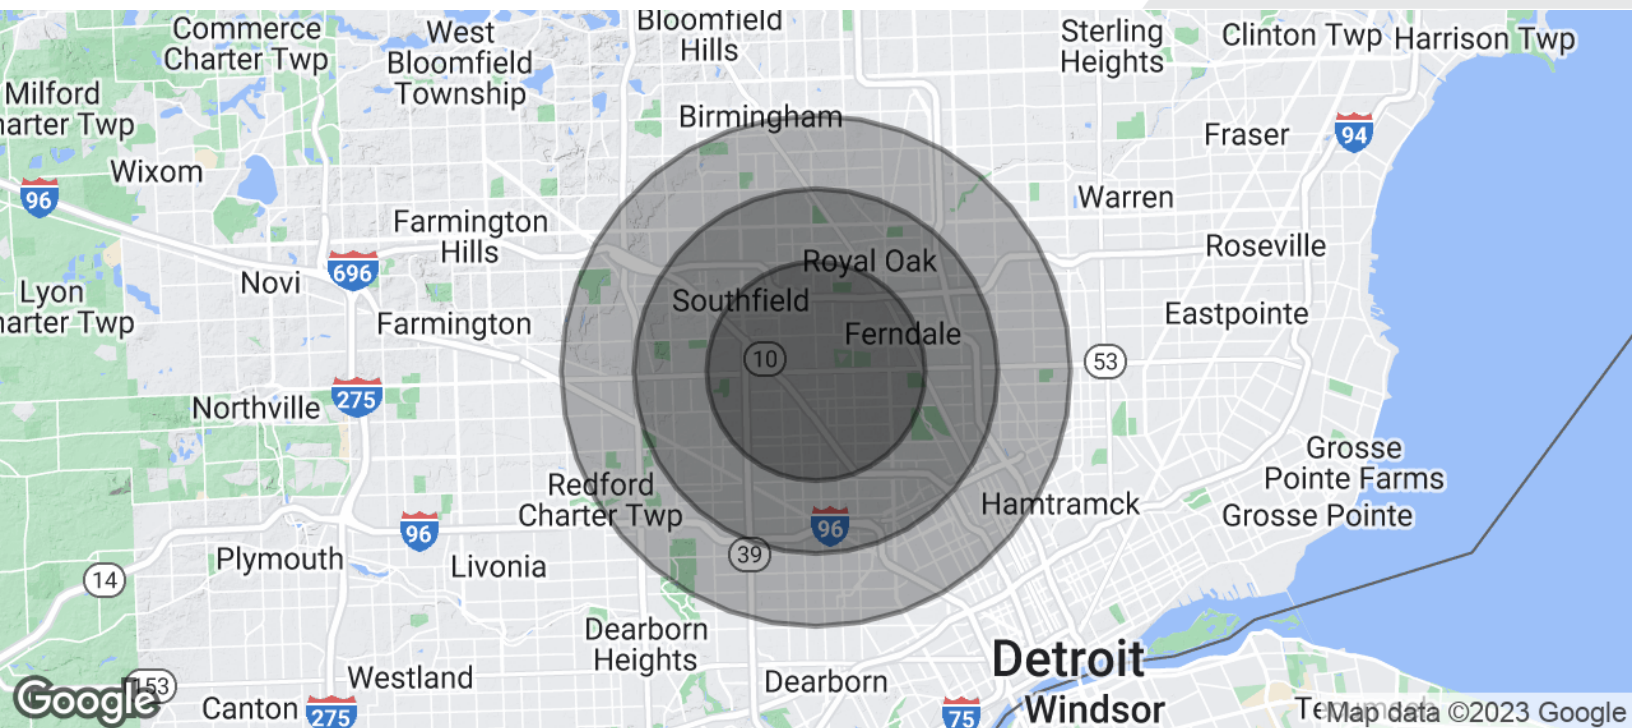 Commerce
Charter Twp
West
Bloomfield
Township
Bloomfield
Hills
Sterling
Heights
Clinton Twp
Harrison Twp
Milford
harter Twp
Birmingham
Fraser
94
Wixom
96
Warren
Farmington
Hills
Roseville
Royal Oak
696
Novi
Lyon
harter Twp
Southfield
Eastpointe
Farmington
Ferndale
10
53
275
Northville
Grosse
Pointe Farms
Redford
Charter Twp
Hamtramck
Grosse Pointe
96
96
39
Plymouth
Livonia
14
Dearborn
Heights
Detroit
Westland
Dearborn
153
Google
Canton
275
75
Windsor
Map data ©2023 Google